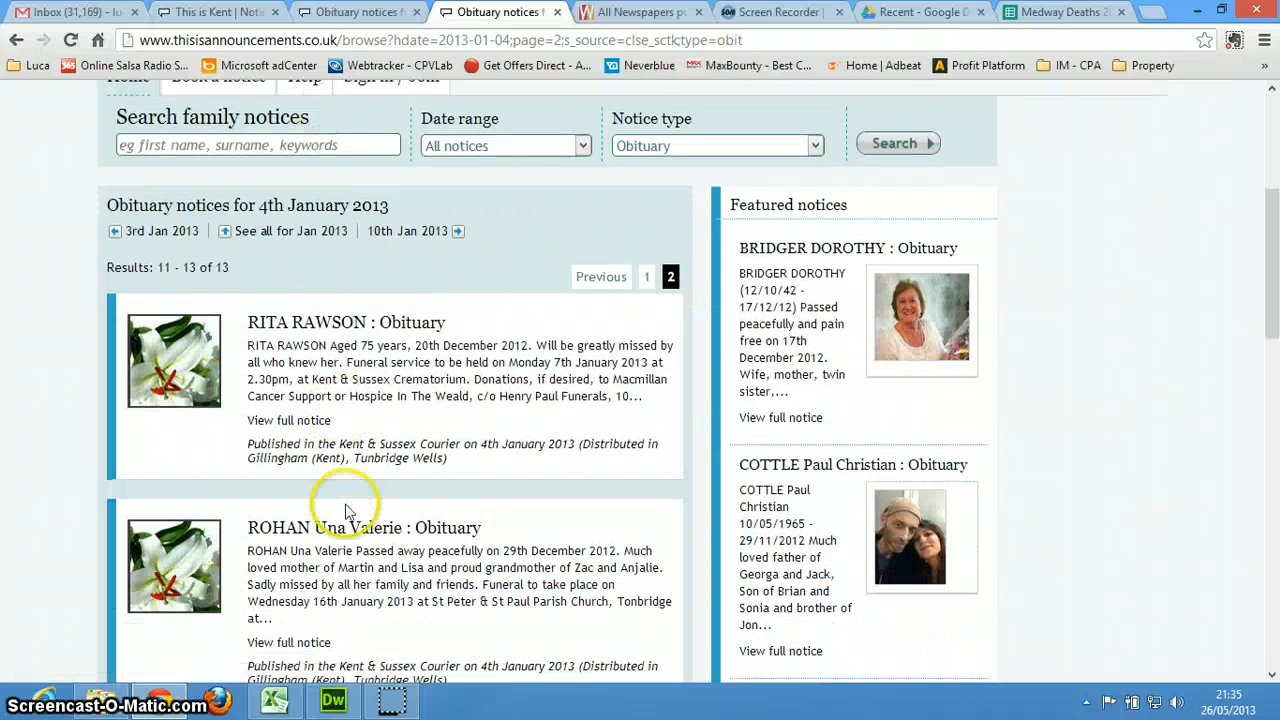 Inbox (31,169) - lu
This is Kent | Notic
Obituary notices f
Obituary notices f
All Newspapers pu
Screen Recorder |
Recent - Google D
Medway Deaths 2
www.thisisannouncements.co.uk/browse?hdate=2013-01-04;page=2;s_source=clse_sctk;type=obit
Luca
Online Salsa Radio S...
Microsoft adCenter
Webtracker - CPVLab
Get Offers Direct - A...
Neverblue
MaxBounty - Best C...
Home | Adbeat
Profit Platform
IM - CPA
Property
»
Search family notices
Date range
Notice type
eg first name, surname, keywords
All notices
Obituary
Search
Obituary notices for 4th January 2013
3rd Jan 2013 | See all for Jan 2013 | 10th Jan 2013
Results: 11 - 13 of 13
Previous 1 2
RITA RAWSON : Obituary
RITA RAWSON Aged 75 years, 20th December 2012. Will be greatly missed by
all who knew her. Funeral service to be held on Monday 7th January 2013 at
2.30pm, at Kent & Sussex Crematorium. Donations, if desired, to Macmillan
Cancer Support or Hospice In The Weald, c/o Henry Paul Funerals, 10...
View full notice
Published in the Kent & Sussex Courier on 4th January 2013 (Distributed in
Gillingham (Kent), Tunbridge Wells)
ROHAN Una Valerie : Obituary
ROHAN Una Valerie Passed away peacefully on 29th December 2012. Much
loved mother of Martin and Lisa and proud grandmother of Zac and Anjalie.
Sadly missed by all her family and friends. Funeral to take place on
Wednesday 16th January 2013 at St Peter & St Paul Parish Church, Tonbridge
at...
View full notice
Published in the Kent & Sussex Courier on 4th January 2013 (Distributed in
Gillingham (Kent), Tunbridge Wells)
Featured notices
BRIDGER DOROTHY : Obituary
BRIDGER DOROTHY
(12/10/42 -
17/12/12) Passed
peacefully and pain
free on 17th
December 2012.
Wife, mother, twin
sister,...
View full notice
COTTLE Paul Christian : Obituary
COTTLE Paul
Christian
10/05/1965 -
29/11/2012 Much
loved father of
Georga and Jack,
Son of Brian and
Sonia and brother of
Jon...
View full notice
Screencast-O-Matic.com
Dw
21:35
26/05/2013